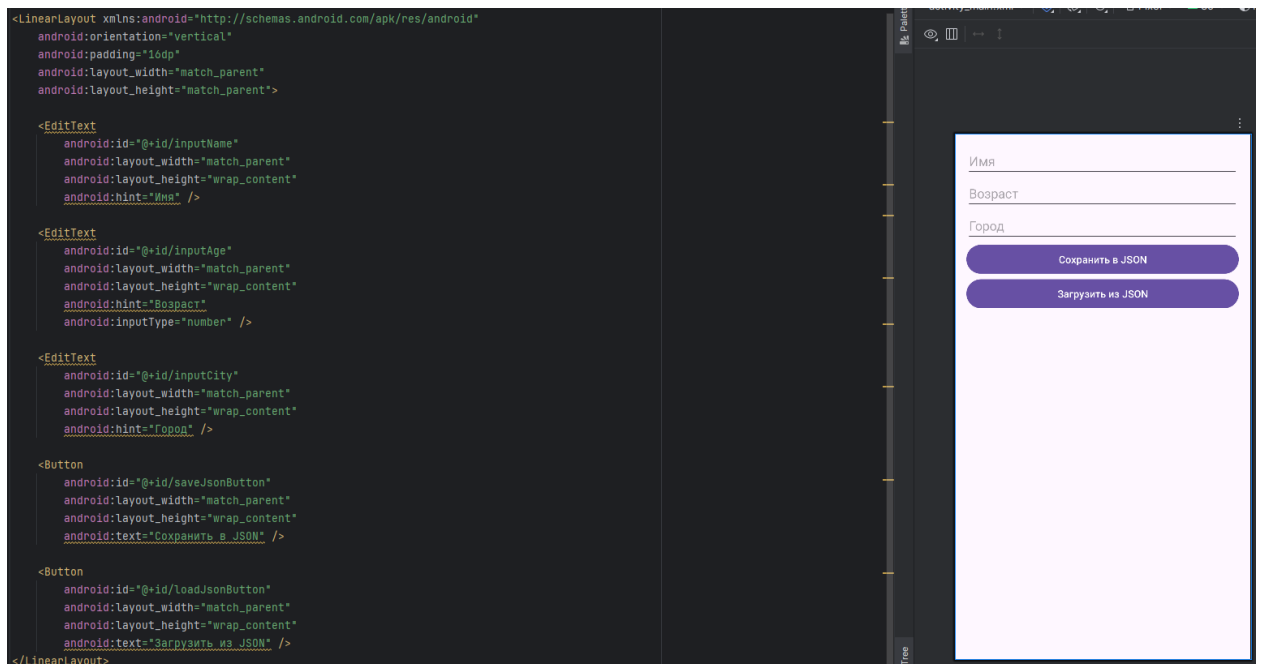 <LinearLayout xmlns:android="http://schemas.android.com/apk/res/android"
    android:orientation="vertical"
    android:padding="16dp"
    android:layout_width="match_parent"
    android:layout_height="match_parent">

    <EditText
        android:id="@+id/inputName"
        android:layout_width="match_parent"
        android:layout_height="wrap_content"
        android:hint="Имя" />

    <EditText
        android:id="@+id/inputAge"
        android:layout_width="match_parent"
        android:layout_height="wrap_content"
        android:hint="Возраст"
        android:inputType="number" />

    <EditText
        android:id="@+id/inputCity"
        android:layout_width="match_parent"
        android:layout_height="wrap_content"
        android:hint="Город" />

    <Button
        android:id="@+id/saveJsonButton"
        android:layout_width="match_parent"
        android:layout_height="wrap_content"
        android:text="Сохранить в JSON" />

    <Button
        android:id="@+id/loadJsonButton"
        android:layout_width="match_parent"
        android:layout_height="wrap_content"
        android:text="Загрузить из JSON" />
</LinearLayout>
Имя
Возраст
Город
Сохранить в JSON
Загрузить из JSON